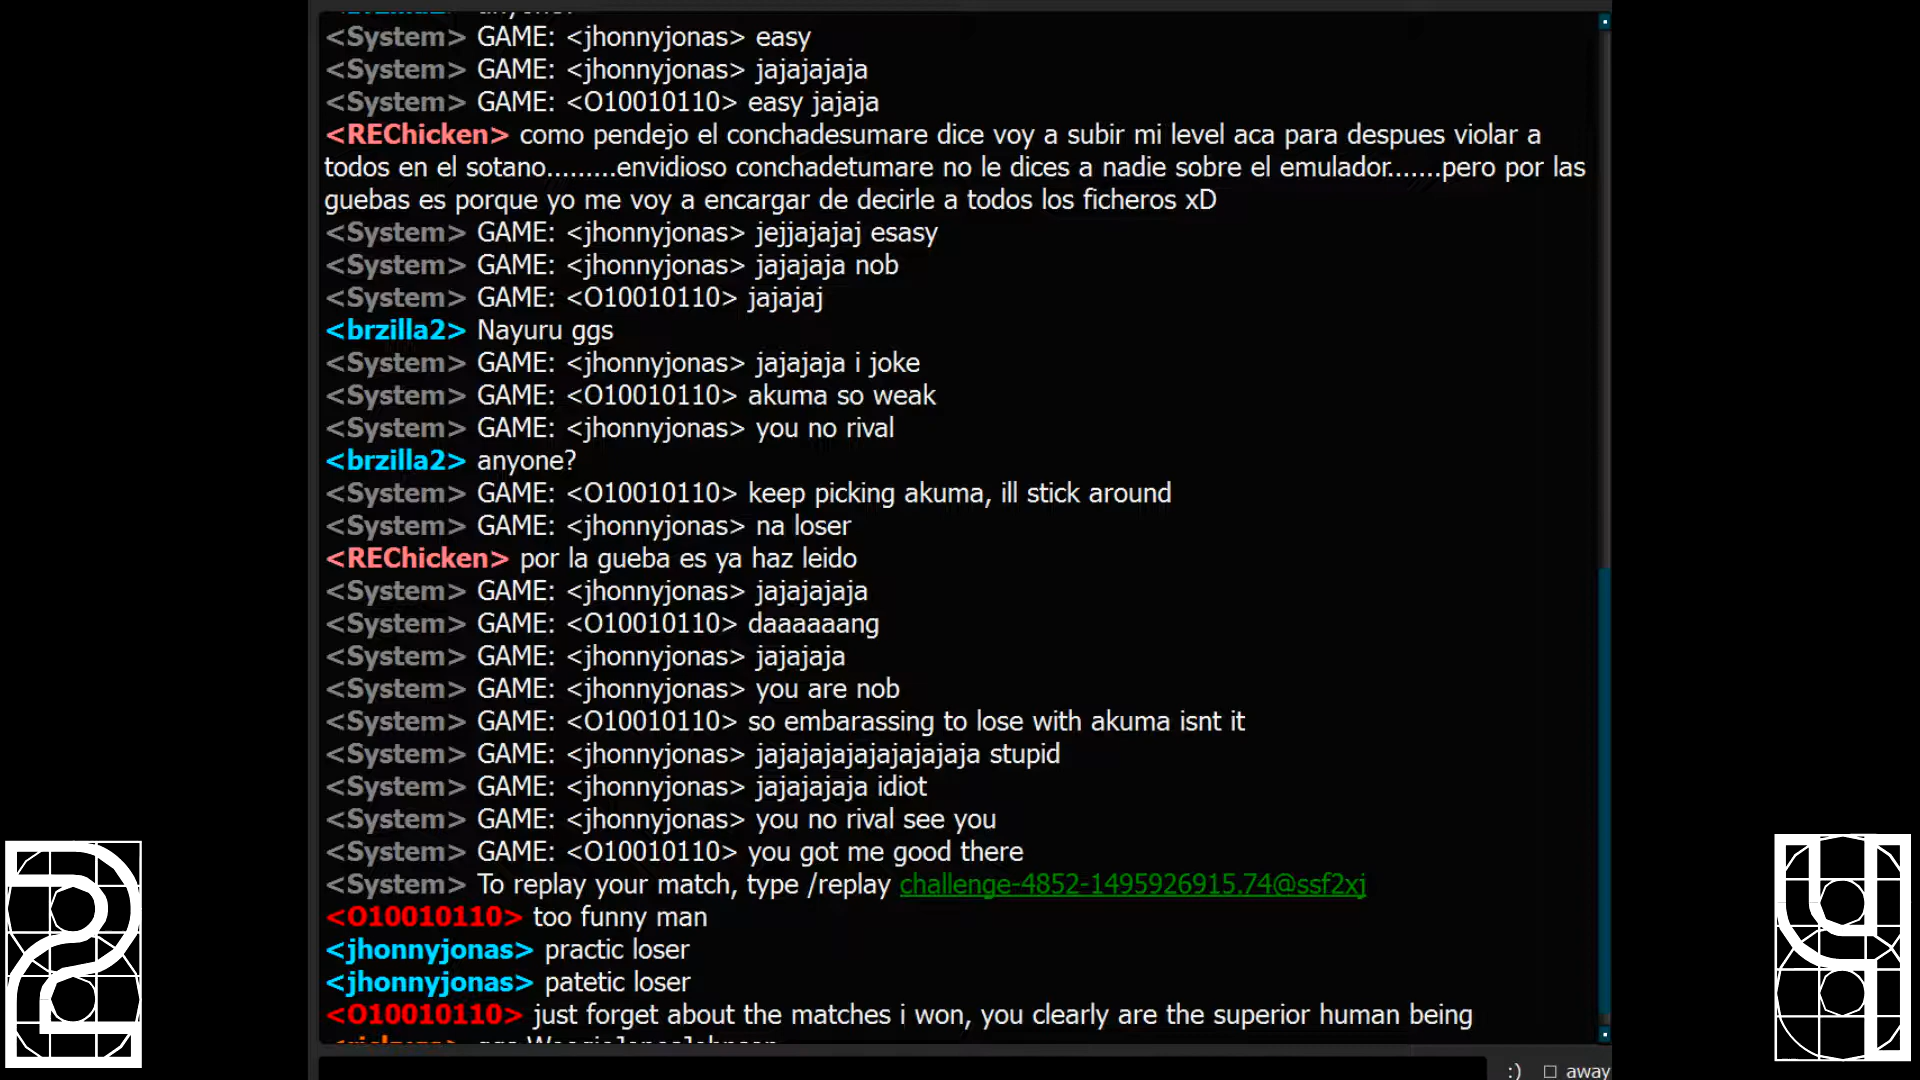 <System> GAME: <jhonnyjonas> easy
<System> GAME: <jhonnyjonas> jajajajaja
<System> GAME: <O10010110> easy jajaja
<REChicken> como pendejo el conchadesumare dice voy a subir mi level aca para despues violar a
todos en el sotano.........envidioso conchadetumare no le dices a nadie sobre el emulador.......pero por las
guebas es porque yo me voy a encargar de decirle a todos los ficheros xD
<System> GAME: <jhonnyjonas> jejjajajaj esasy
<System> GAME: <jhonnyjonas> jajajaja nob
<System> GAME: <O10010110> jajajaj
<brzilla2> Nayuru ggs
<System> GAME: <jhonnyjonas> jajajaja i joke
<System> GAME: <O10010110> akuma so weak
<System> GAME: <jhonnyjonas> you no rival
<brzilla2> anyone?
<System> GAME: <O10010110> keep picking akuma, ill stick around
<System> GAME: <jhonnyjonas> na loser
<REChicken> por la gueba es ya haz leido
<System> GAME: <jhonnyjonas> jajajajaja
<System> GAME: <O10010110> daaaaaang
<System> GAME: <jhonnyjonas> jajajaja
<System> GAME: <jhonnyjonas> you are nob
<System> GAME: <O10010110> so embarassing to lose with akuma isnt it
<System> GAME: <jhonnyjonas> jajajajajajajajajaja stupid
<System> GAME: <jhonnyjonas> jajajajaja idiot
<System> GAME: <jhonnyjonas> you no rival see you
<System> GAME: <O10010110> you got me good there
<System> To replay your match, type /replay challenge-4852-1495926915.74@ssf2xj
<O10010110> too funny man
<jhonnyjonas> practic loser
<jhonnyjonas> patetic loser
<O10010110> just forget about the matches i won, you clearly are the superior human being
:) away